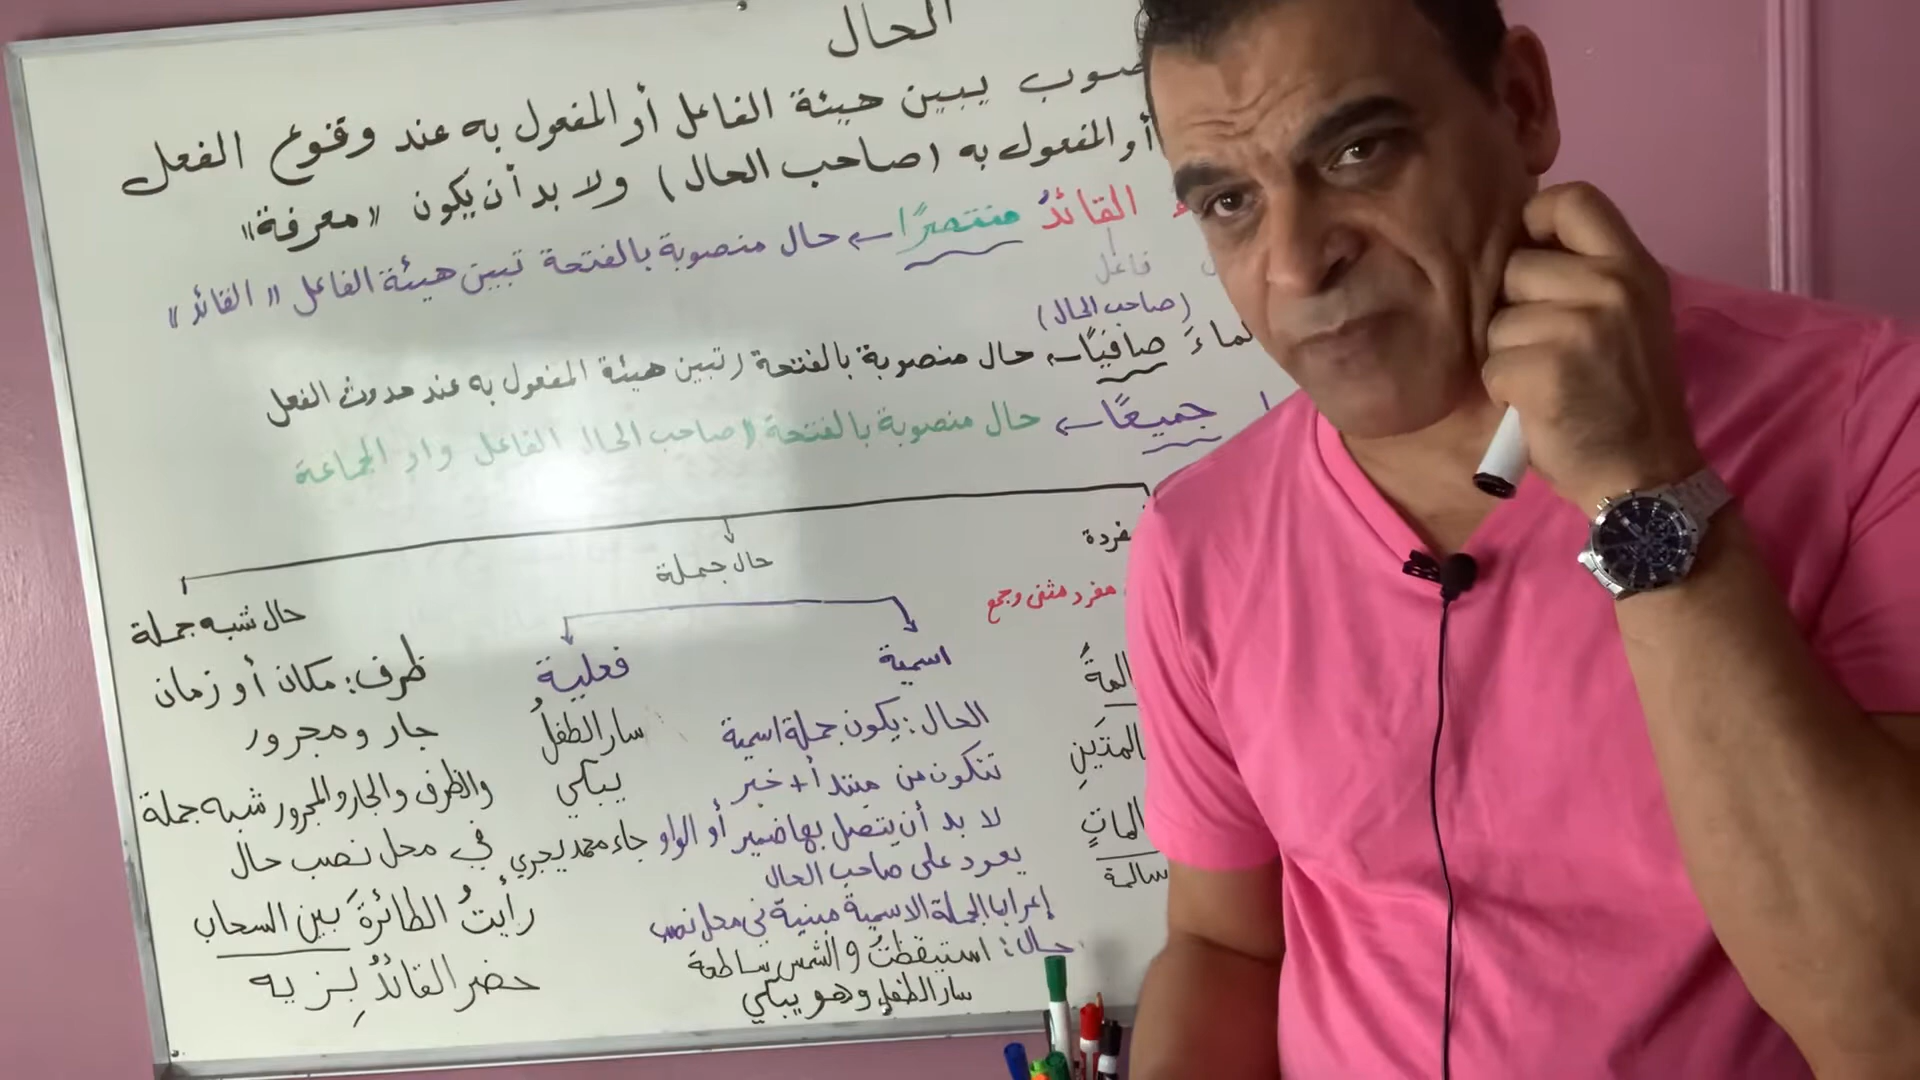 الحال
يبين هيئة الفاعل أو المفعول به عند وقوع الفعل
أو المفعول به (صاحب الحال) ولا بد أن يكون "معرفة"
القائدُ منتصرًا ← حال منصوبة بالفتحة تبين هيئة الفاعل "القائد"
فاعل
(صاحب الحال)
صافيًا ← حال منصوبة بالفتحة تبين هيئة المفعول به عند حدوث الفعل
جميعًا ← حال منصوبة بالفتحة (صاحب الحال الفاعل واو الجماعة
حال جملة
مفرد مثنى وجمع
سالمة
اسمية
الحال: يكون جملة اسمية
تتكون من مبتدأ + خبر
لا بد أن يتصل بها ضمير أو الواو
يعود على صاحب الحال
إعراب الجملة الاسمية مبنية في محل نصب
حال: استيقظتُ والشمس ساطعة
سار الطفل وهو يبكي
فعلية
سار الطفلُ
يبكي
جاء محمد يجري
حال شبه جملة
ظرف: مكان أو زمان
جار ومجرور
والظرف والجار والمجرور شبه جملة
في محل نصب حال
رأيتُ الطائرةَ بين السحاب
حضر القائدُ بِزيه